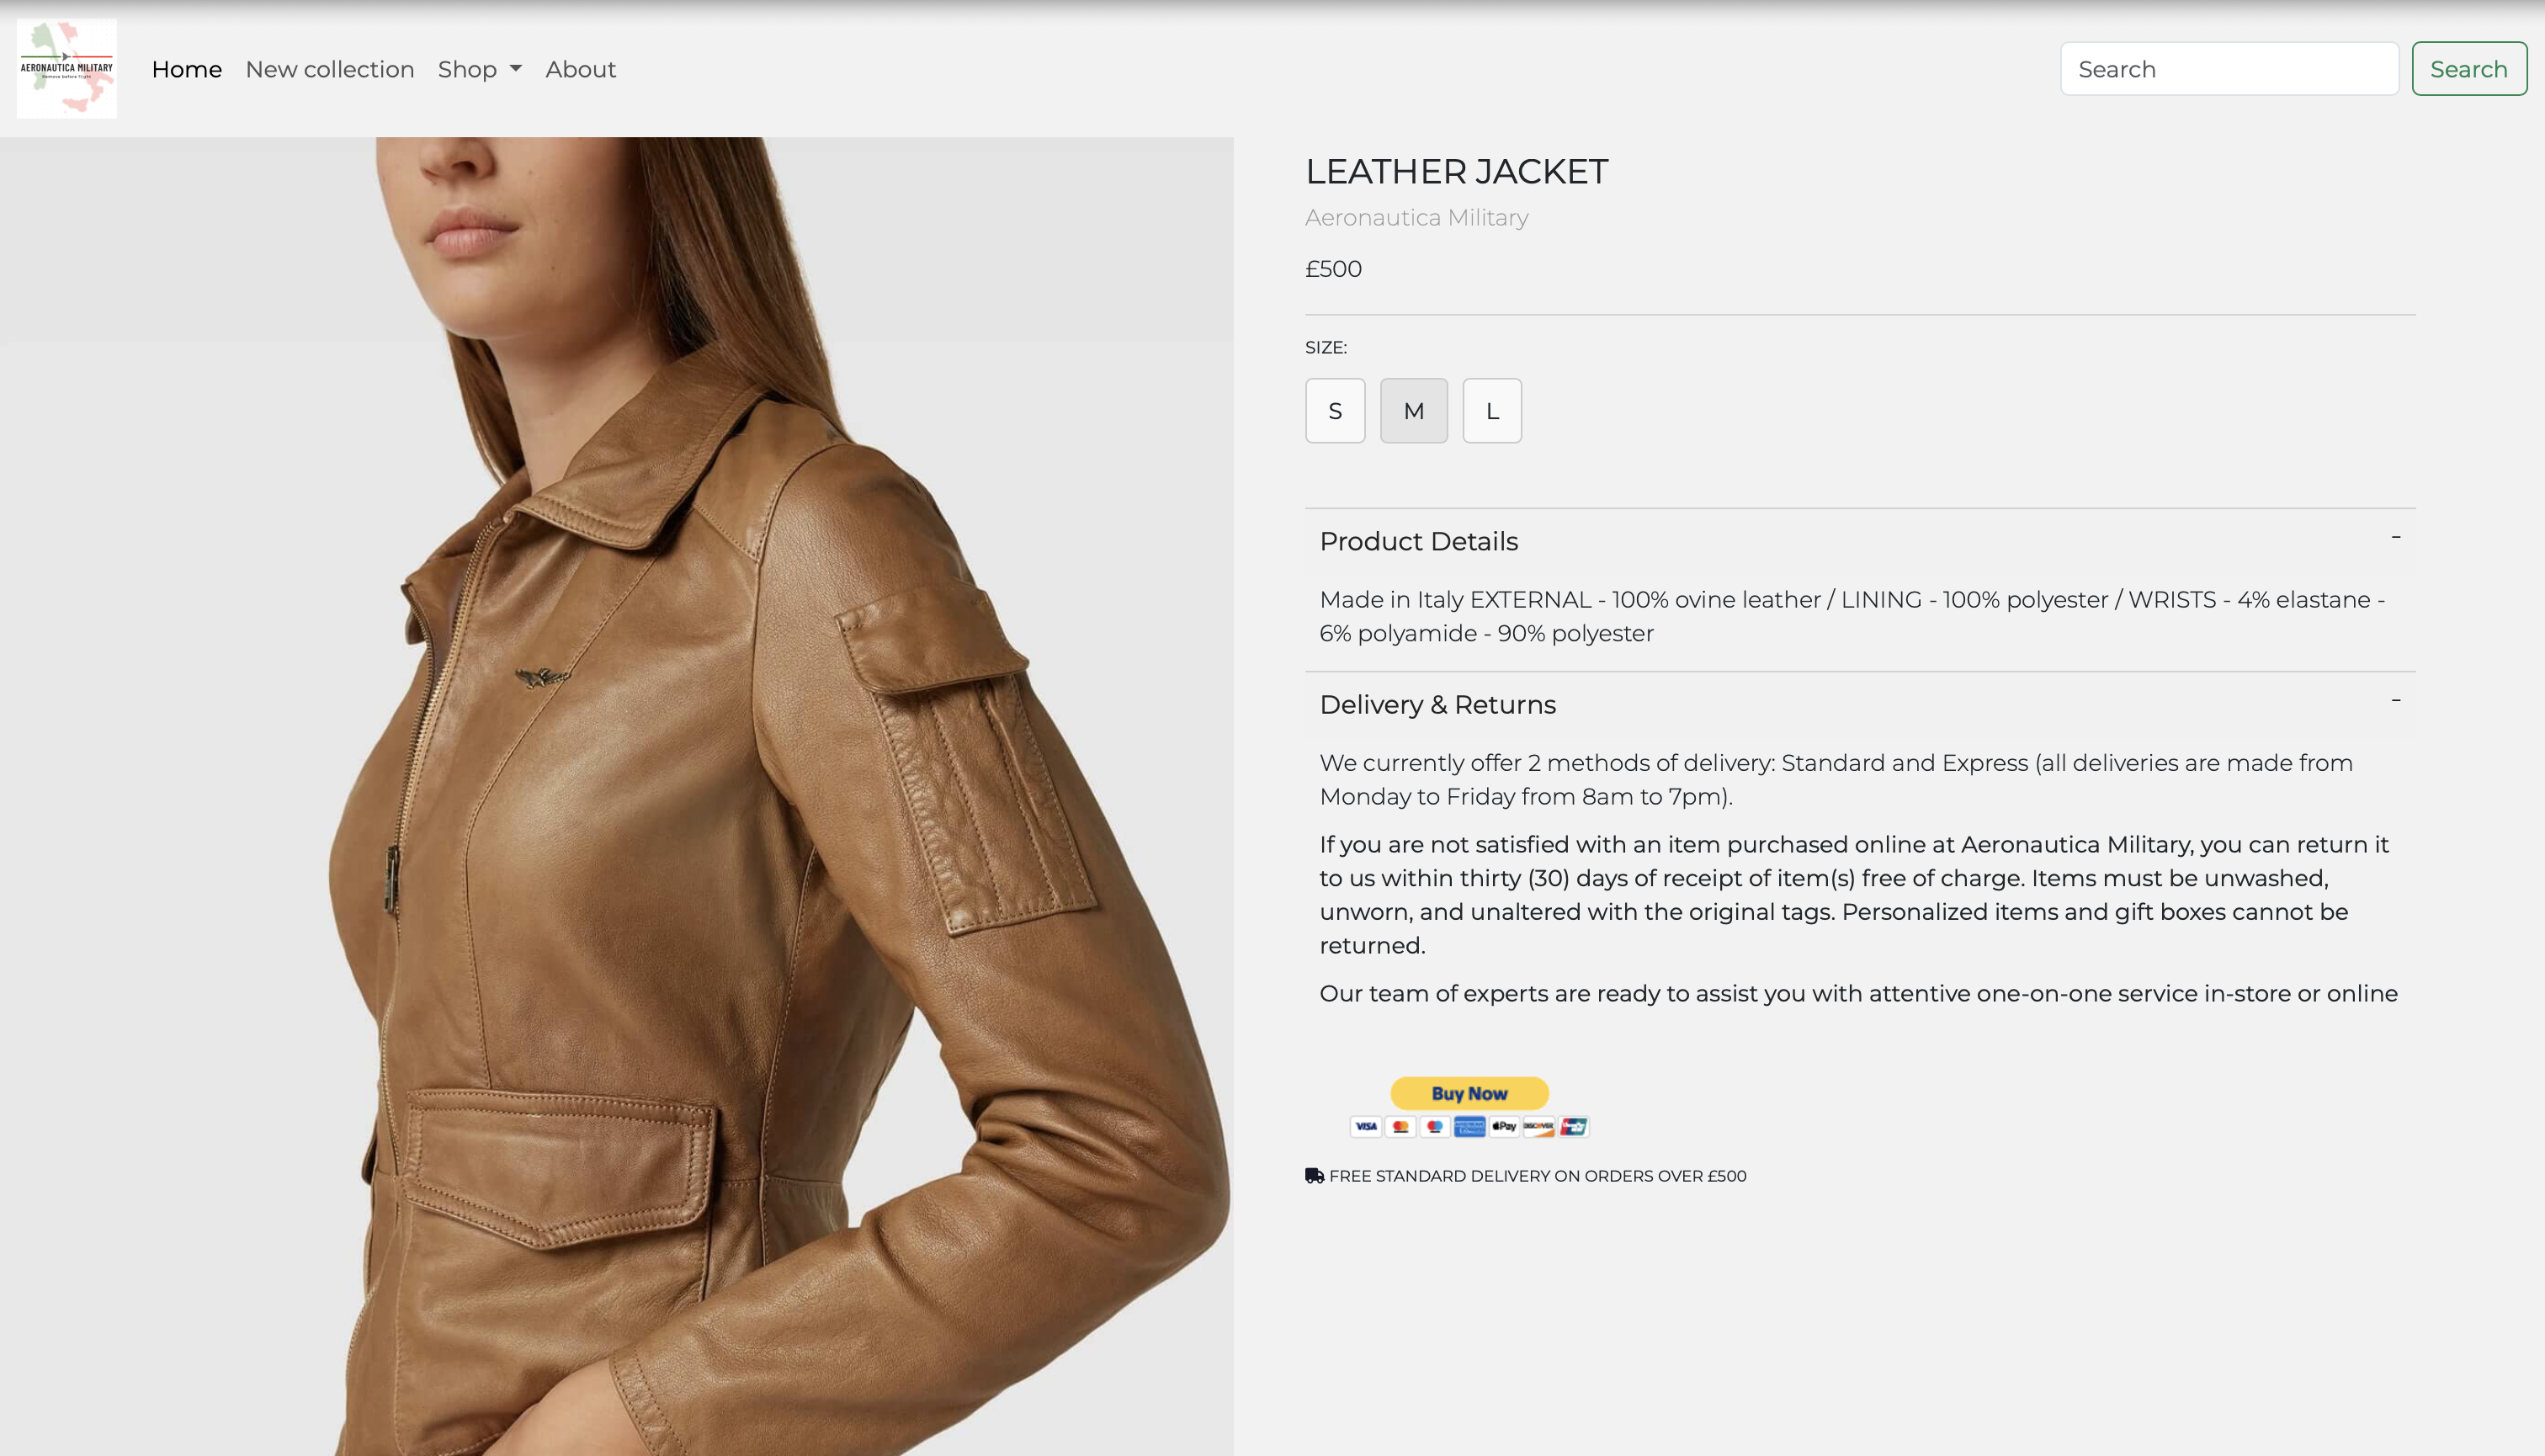 AERONAUTICA MILITARY
Remove before flight
Home New collection Shop About
Search
Search
LEATHER JACKET
Aeronautica Military
£500
SIZE:
S M L
Product Details -
Made in Italy EXTERNAL - 100% ovine leather / LINING - 100% polyester / WRISTS - 4% elastane -
6% polyamide - 90% polyester
Delivery & Returns -
We currently offer 2 methods of delivery: Standard and Express (all deliveries are made from
Monday to Friday from 8am to 7pm).
If you are not satisfied with an item purchased online at Aeronautica Military, you can return it
to us within thirty (30) days of receipt of item(s) free of charge. Items must be unwashed,
unworn, and unaltered with the original tags. Personalized items and gift boxes cannot be
returned.
Our team of experts are ready to assist you with attentive one-on-one service in-store or online
Buy Now
VISA Pay DISCOVER
FREE STANDARD DELIVERY ON ORDERS OVER £500